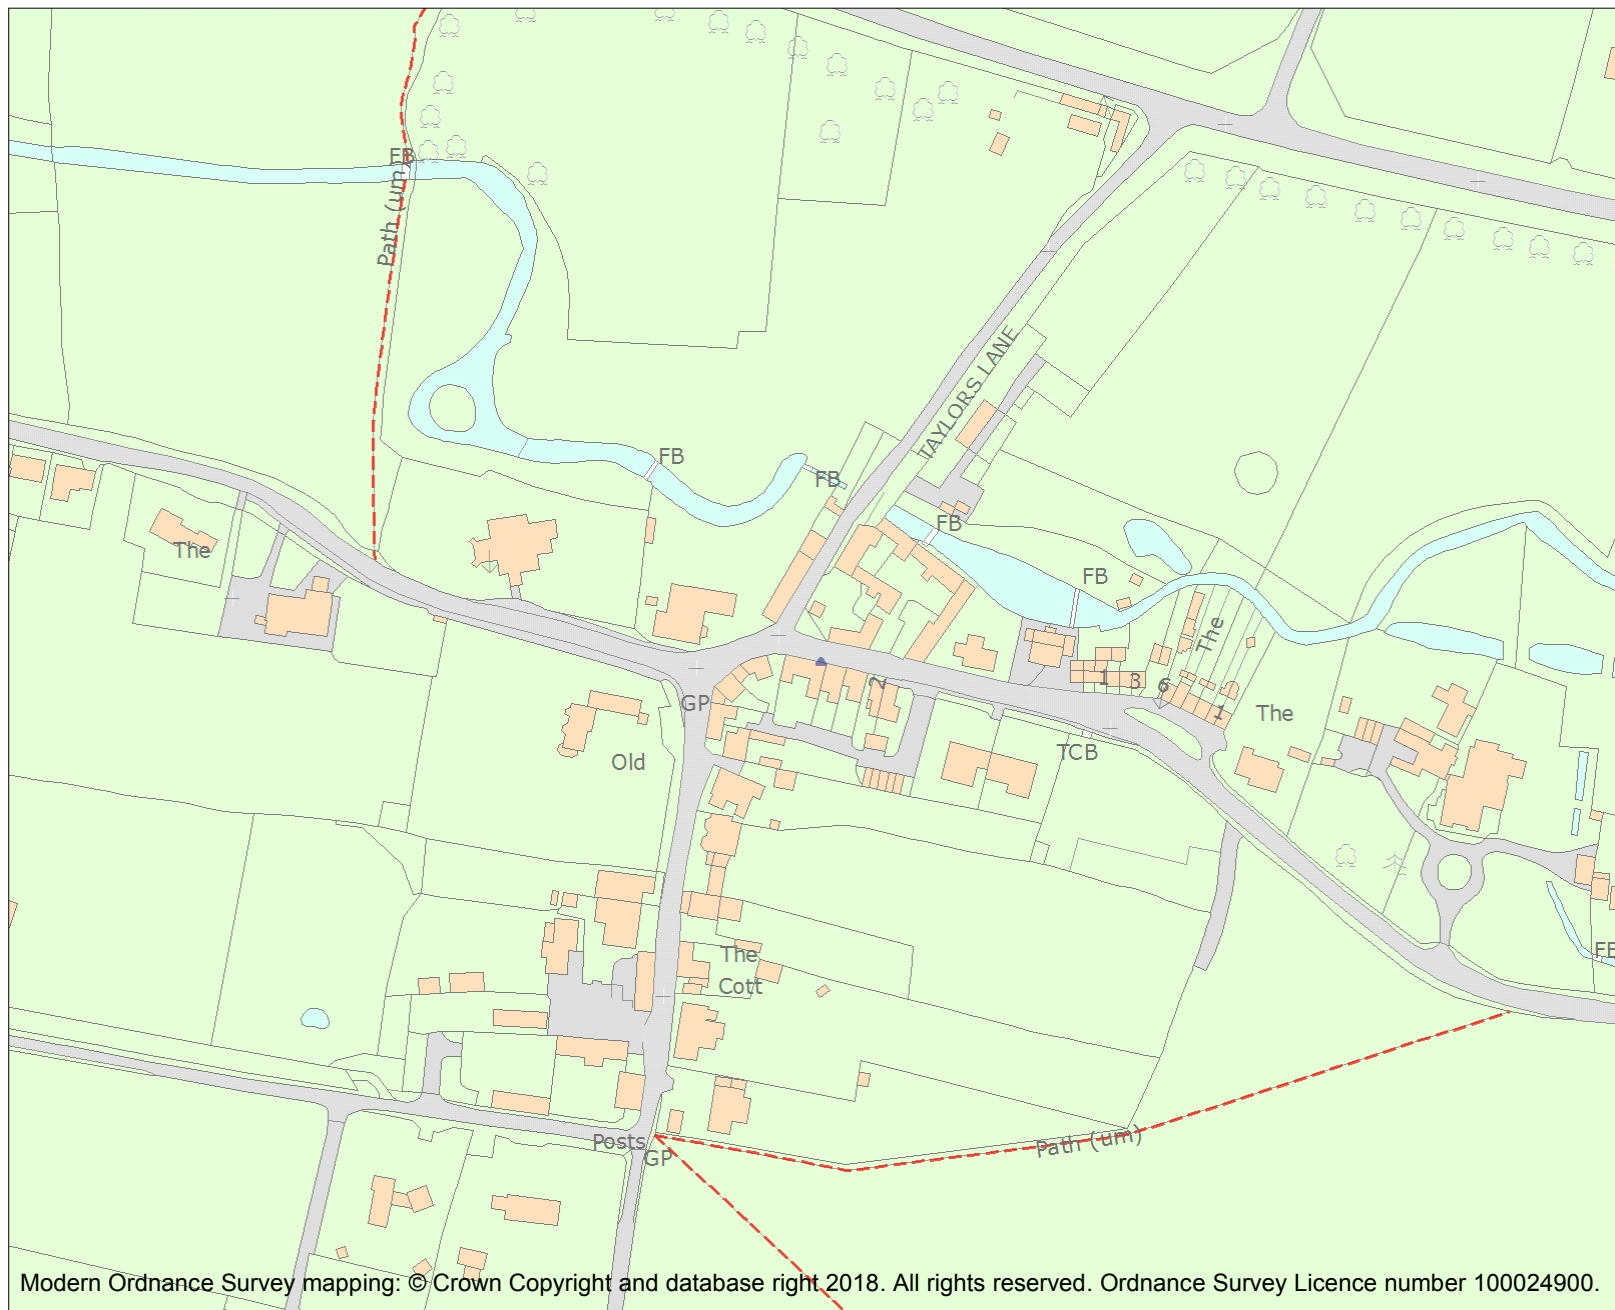 FB
Path (um)
TAYLORS LANE
FB
FB
FB
The
FB
The
2
1
3
6
1
GP
The
Old
TCB
The
Cott
FB
Path (um)
Posts
GP
Modern Ordnance Survey mapping: © Crown Copyright and database right 2018. All rights reserved. Ordnance Survey Licence number 100024900.